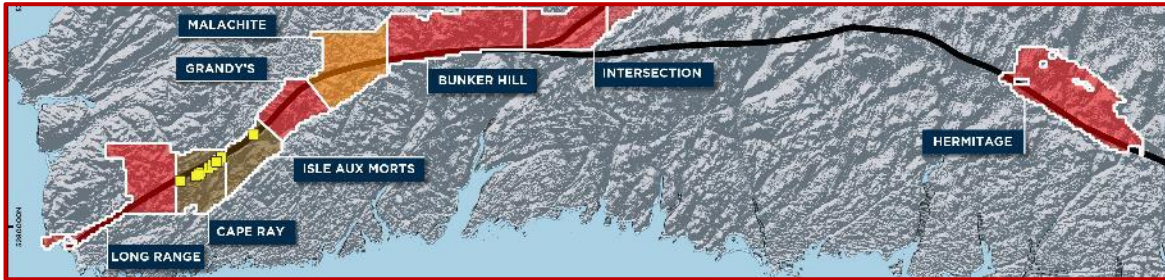 MALACHITE
GRANDY'S
BUNKER HILL
INTERSECTION
HERMITAGE
ISLE AUX MORTS
CAPE RAY
LONG RANGE